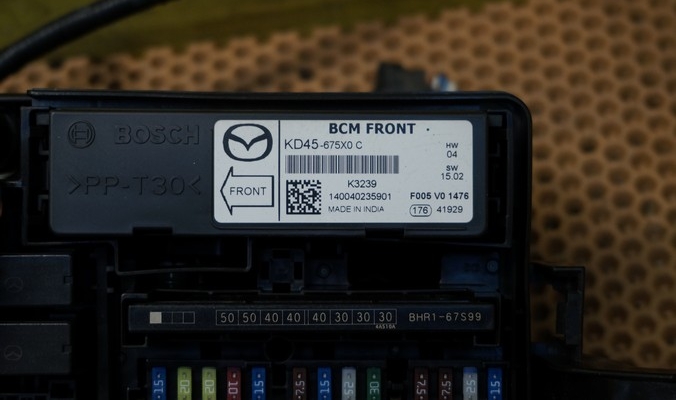 BOSCH
>PP-T30<
BCM FRONT
KD45-675X0 C
HW
04
SW
15.02
FRONT
K3239
140040235901
MADE IN INDIA
F005 V0 1476
176 41929
50 50 40 40 40 30 30 30
BHR1-67S99
15 20 20 10 15 7.5 15 25 30 7.5 7.5 25 15